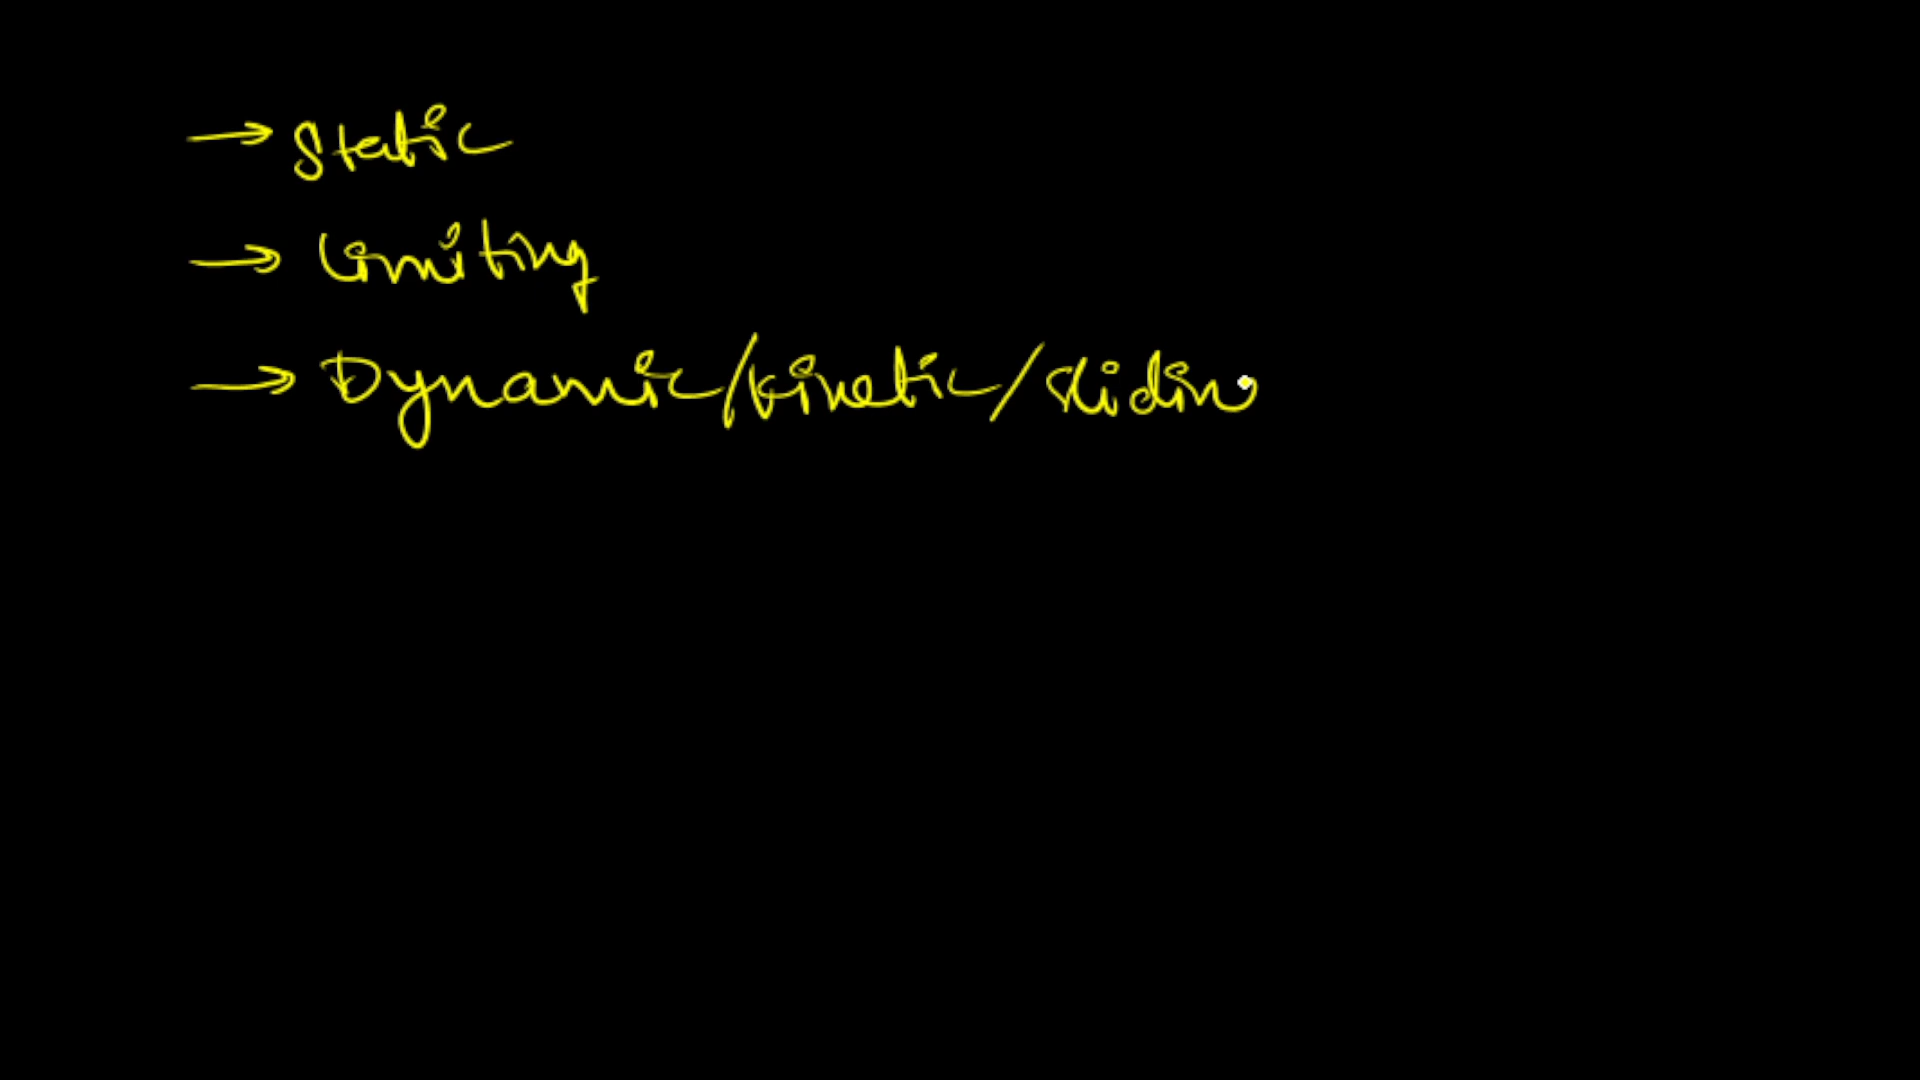 → Static
→ Limiting
→ Dynamic/kinetic/slidin